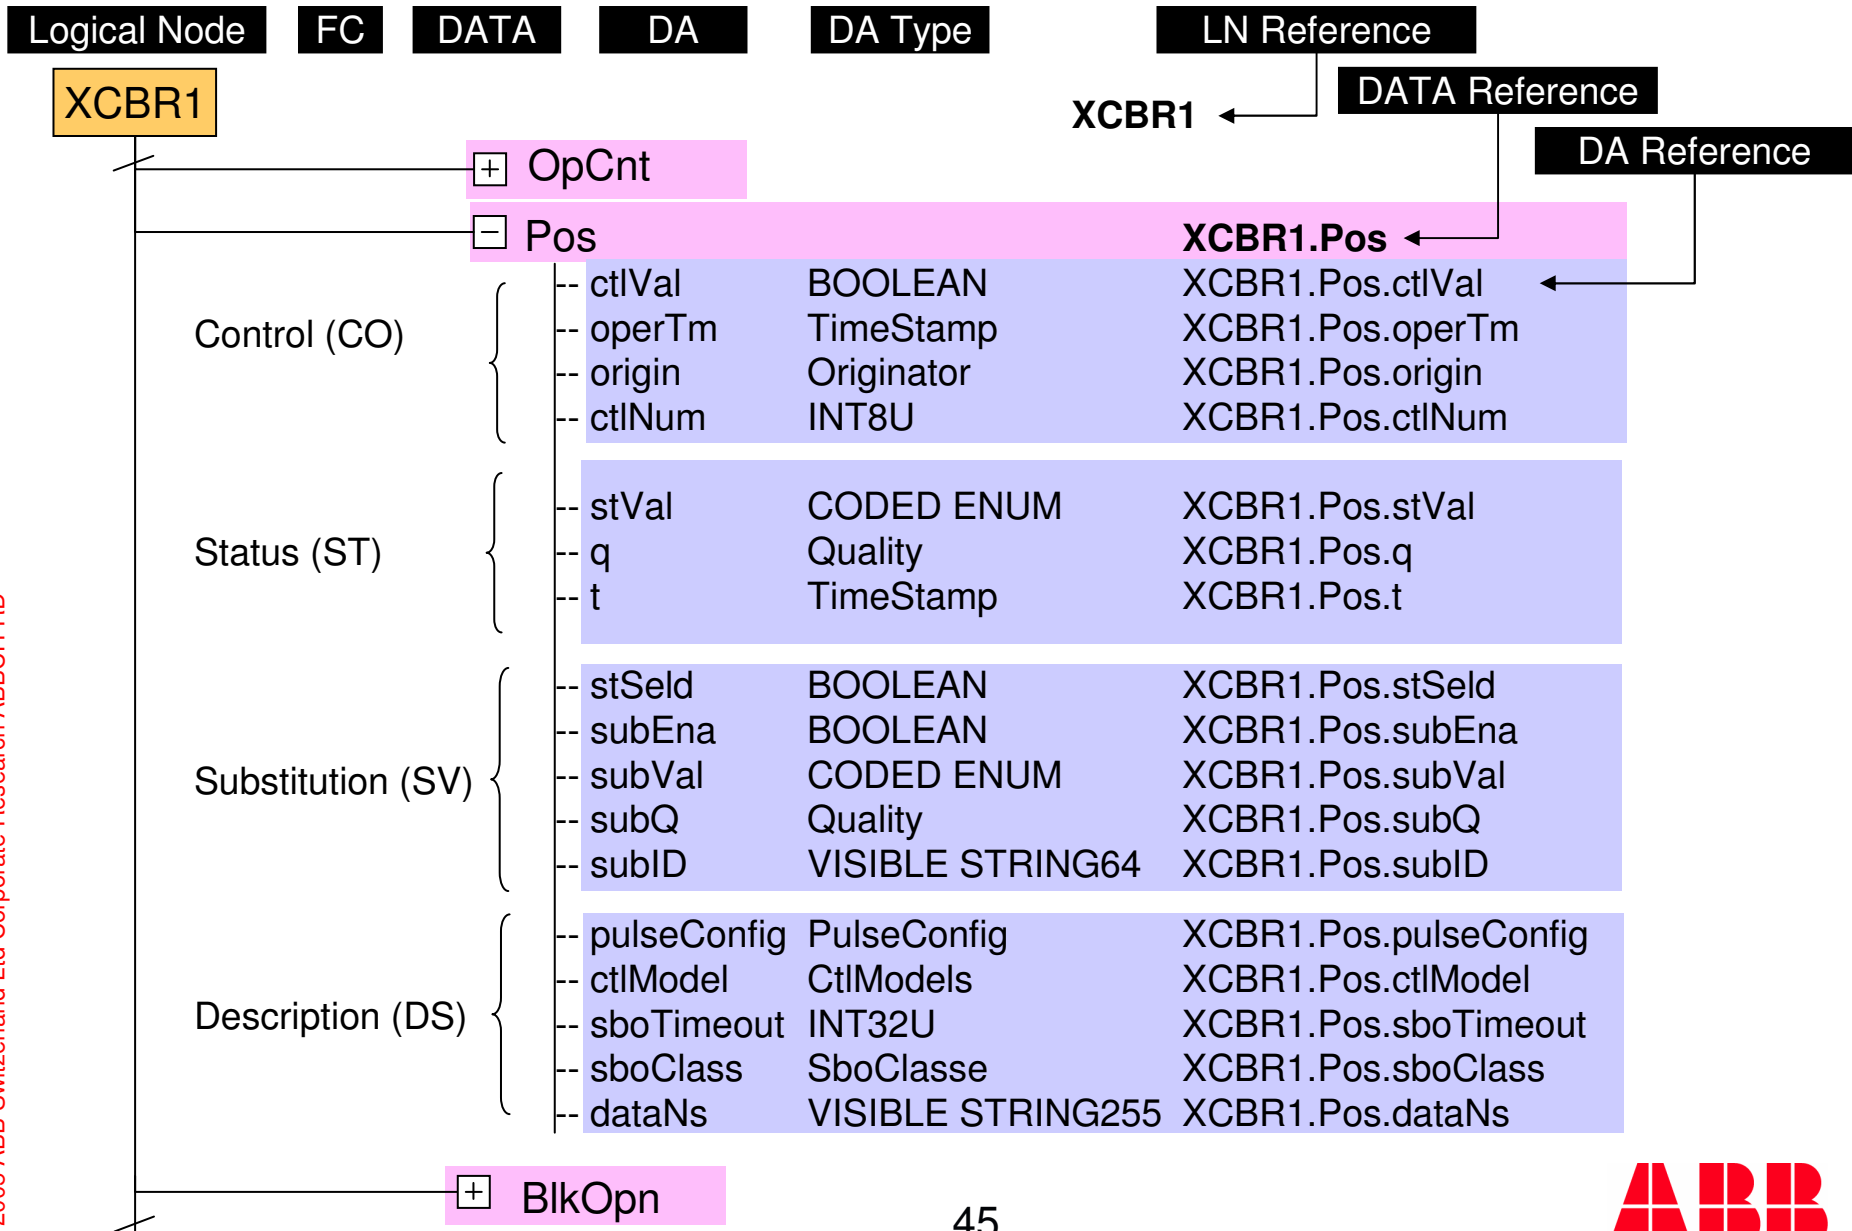 Logical Node FC DATA DA DA Type LN Reference
XCBR1 XCBR1 DATA Reference
DA Reference
+ OpCnt
- Pos XCBR1.Pos
Control (CO)
-- ctlVal BOOLEAN XCBR1.Pos.ctlVal
-- operTm TimeStamp XCBR1.Pos.operTm
-- origin Originator XCBR1.Pos.origin
-- ctlNum INT8U XCBR1.Pos.ctlNum
Status (ST)
-- stVal CODED ENUM XCBR1.Pos.stVal
-- q Quality XCBR1.Pos.q
-- t TimeStamp XCBR1.Pos.t
Substitution (SV)
-- stSeld BOOLEAN XCBR1.Pos.stSeld
-- subEna BOOLEAN XCBR1.Pos.subEna
-- subVal CODED ENUM XCBR1.Pos.subVal
-- subQ Quality XCBR1.Pos.subQ
-- subID VISIBLE STRING64 XCBR1.Pos.subID
Description (DS)
-- pulseConfig PulseConfig XCBR1.Pos.pulseConfig
-- ctlModel CtlModels XCBR1.Pos.ctlModel
-- sboTimeout INT32U XCBR1.Pos.sboTimeout
-- sboClass SboClasse XCBR1.Pos.sboClass
-- dataNs VISIBLE STRING255 XCBR1.Pos.dataNs
+ BlkOpn
45
ABB
ABB Switzerland Ltd Corporate Research